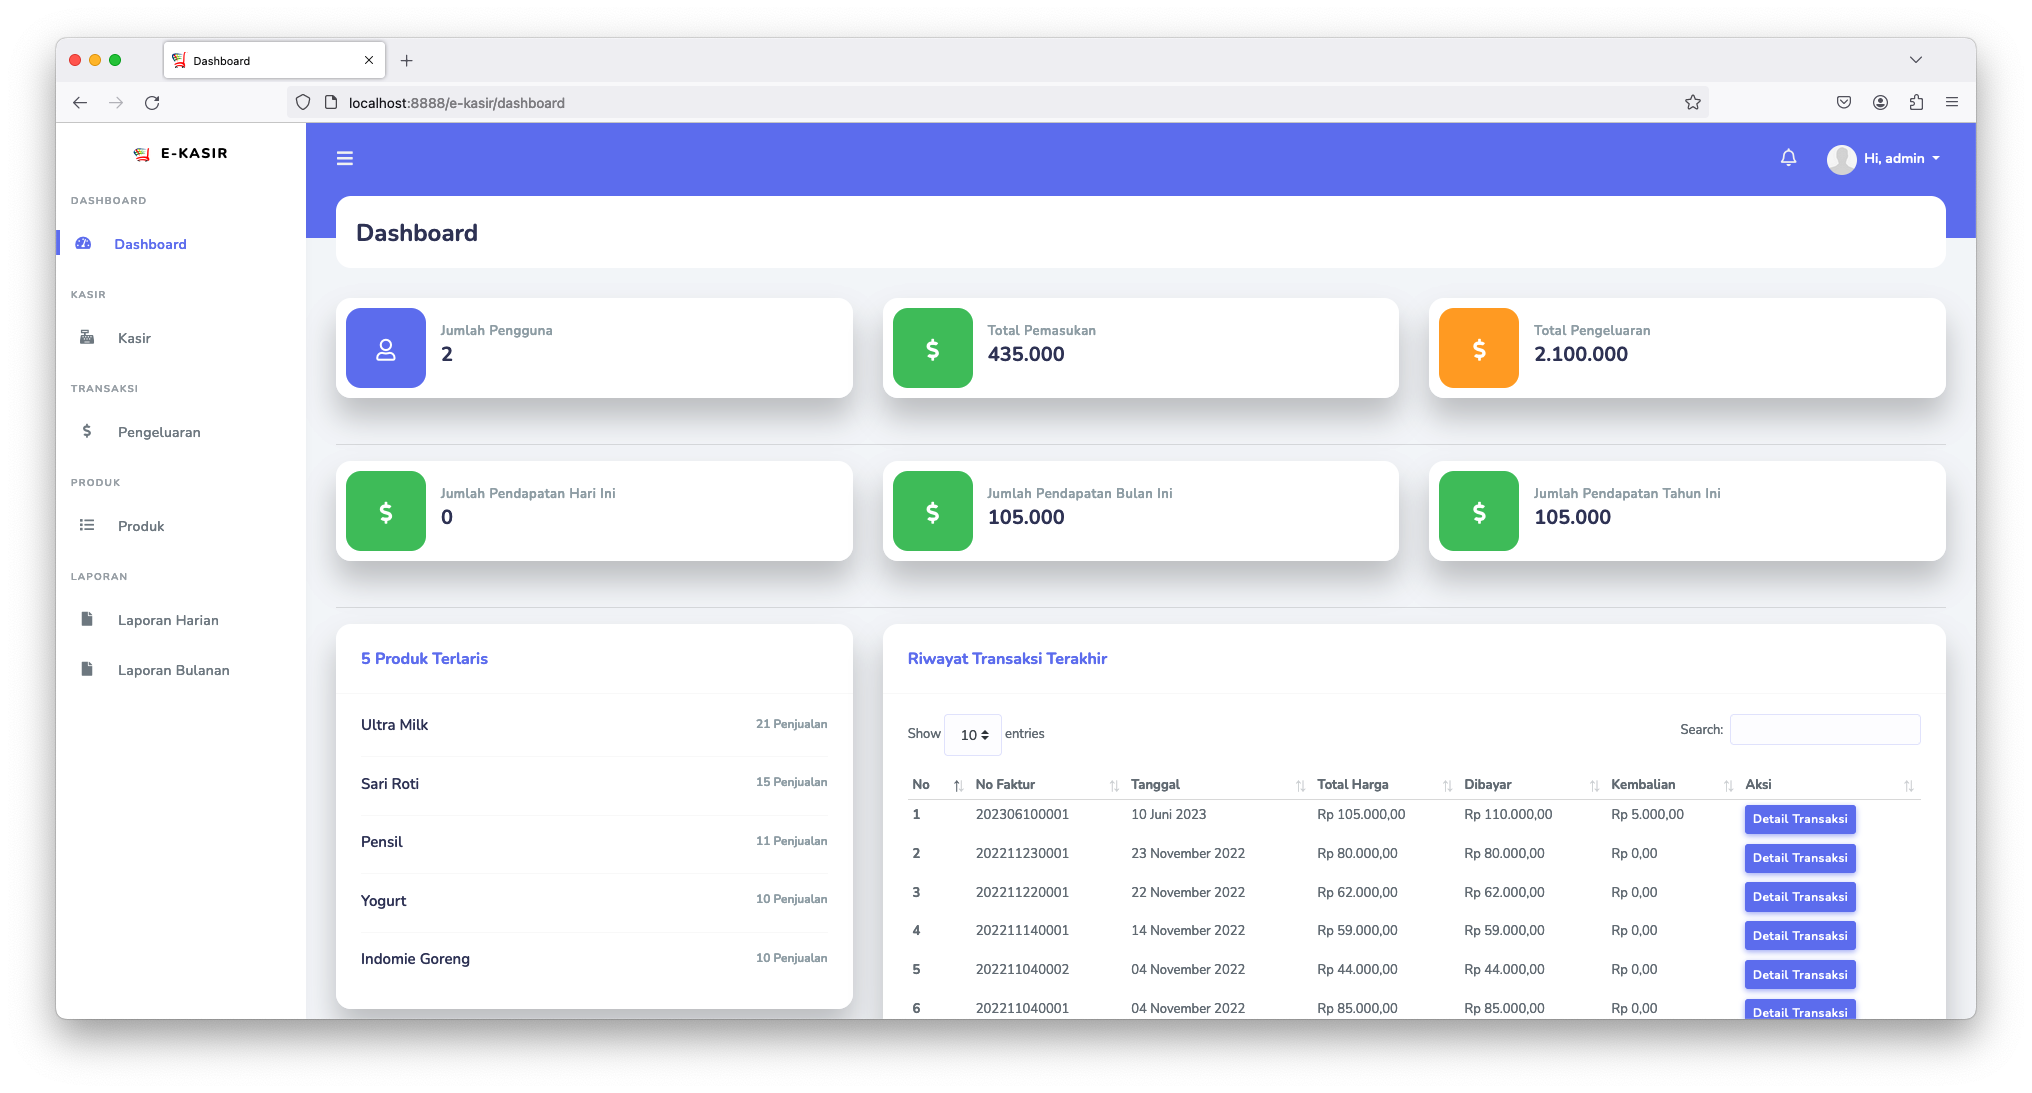 Dashboard
localhost:8888/e-kasir/dashboard
E-KASIR
Hi, admin
DASHBOARD
Dashboard
KASIR
Kasir
TRANSAKSI
Pengeluaran
PRODUK
Produk
LAPORAN
Laporan Harian
Laporan Bulanan
Dashboard
Jumlah Pengguna
2
Total Pemasukan
435.000
Total Pengeluaran
2.100.000
Jumlah Pendapatan Hari Ini
0
Jumlah Pendapatan Bulan Ini
105.000
Jumlah Pendapatan Tahun Ini
105.000
5 Produk Terlaris
Ultra Milk 21 Penjualan
Sari Roti 15 Penjualan
Pensil 11 Penjualan
Yogurt 10 Penjualan
Indomie Goreng 10 Penjualan
Riwayat Transaksi Terakhir
Show 10 entries Search:
No No Faktur Tanggal Total Harga Dibayar Kembalian Aksi
1 202306100001 10 Juni 2023 Rp 105.000,00 Rp 110.000,00 Rp 5.000,00 Detail Transaksi
2 202211230001 23 November 2022 Rp 80.000,00 Rp 80.000,00 Rp 0,00 Detail Transaksi
3 202211220001 22 November 2022 Rp 62.000,00 Rp 62.000,00 Rp 0,00 Detail Transaksi
4 202211140001 14 November 2022 Rp 59.000,00 Rp 59.000,00 Rp 0,00 Detail Transaksi
5 202211040002 04 November 2022 Rp 44.000,00 Rp 44.000,00 Rp 0,00 Detail Transaksi
6 202211040001 04 November 2022 Rp 85.000,00 Rp 85.000,00 Rp 0,00 Detail Transaksi